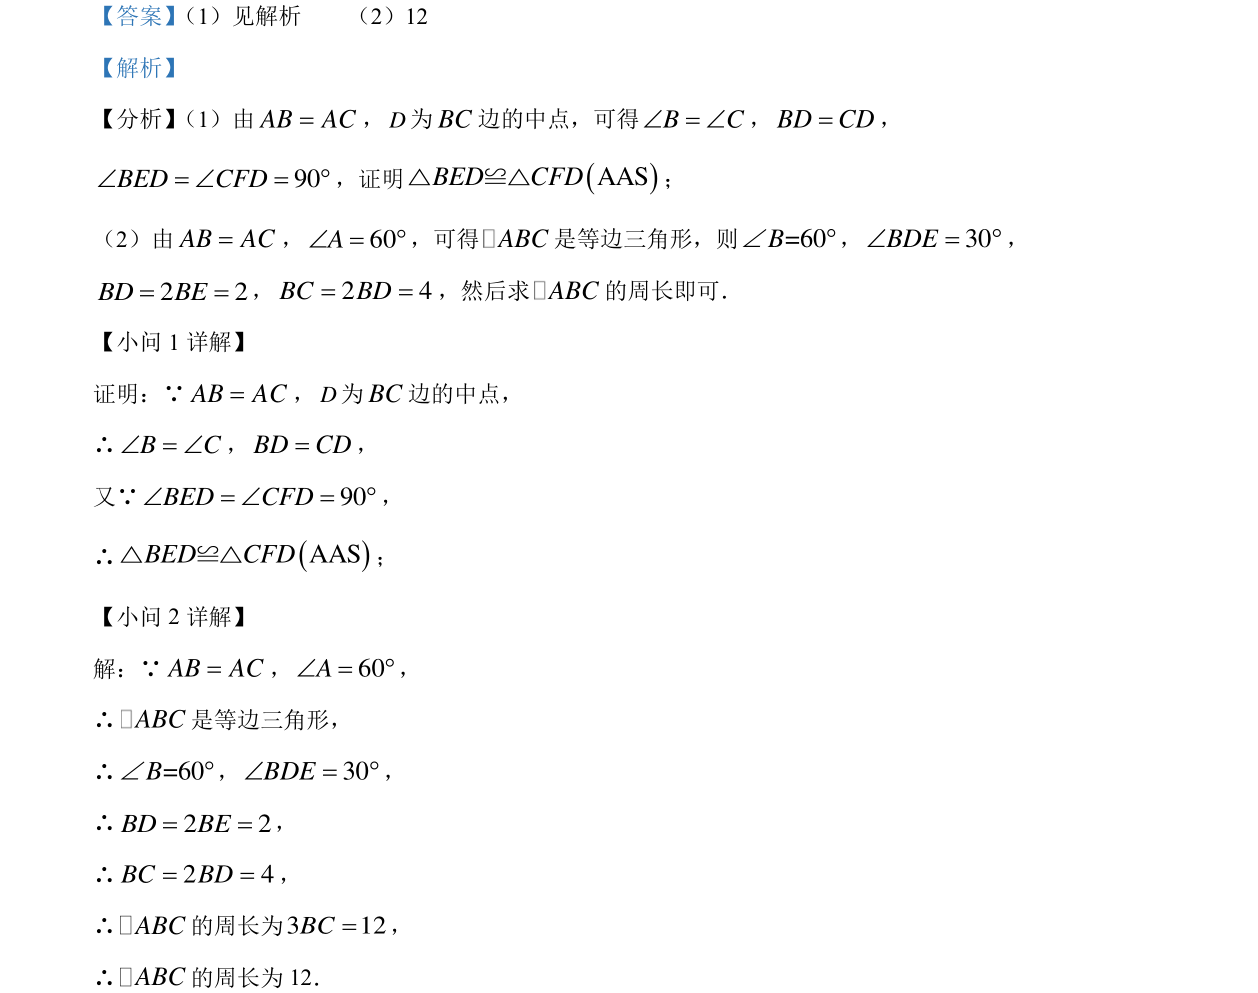 【答案】（1）见解析　　（2）12
【解析】
【分析】（1）由 AB = AC，D 为 BC 边的中点，可得∠B = ∠C，BD = CD，
∠BED = ∠CFD = 90°，证明△BED≌△CFD(AAS)；
（2）由 AB = AC，∠A = 60°，可得□ABC 是等边三角形，则∠B=60°，∠BDE = 30°，
BD = 2BE = 2，BC = 2BD = 4，然后求□ABC 的周长即可．
【小问 1 详解】
证明：∵ AB = AC，D 为 BC 边的中点，
∴ ∠B = ∠C，BD = CD，
又∵ ∠BED = ∠CFD = 90°，
∴ △BED≌△CFD(AAS)；
【小问 2 详解】
解：∵ AB = AC，∠A = 60°，
∴ □ABC 是等边三角形，
∴ ∠B=60°，∠BDE = 30°，
∴ BD = 2BE = 2，
∴ BC = 2BD = 4，
∴ □ABC 的周长为 3BC = 12，
∴ □ABC 的周长为 12．